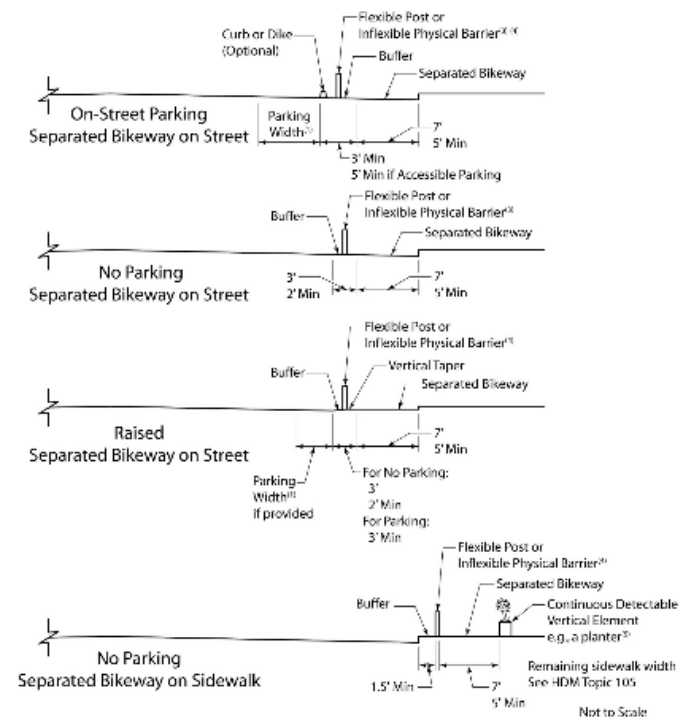 Flexible Post or
Inflexible Physical Barrier
Curb or Dike
(Optional)
Buffer
Separated Bikeway
On-Street Parking
Separated Bikeway on Street
Parking
Width
7'
5' Min
3' Min
5' Min if Accessible Parking
Flexible Post or
Inflexible Physical Barrier
Buffer
Separated Bikeway
No Parking
Separated Bikeway on Street
3'
2' Min
7'
5' Min
Flexible Post or
Inflexible Physical Barrier
Vertical Taper
Buffer
Separated Bikeway
Raised
Separated Bikeway on Street
7'
5' Min
Parking
Width
if provided
For No Parking:
3'
2' Min
For Parking:
3' Min
Flexible Post or
Inflexible Physical Barrier
Separated Bikeway
Buffer
Continuous Detectable
Vertical Element
e.g., a planter
No Parking
Separated Bikeway on Sidewalk
Remaining sidewalk width
See HDM Topic 105
1.5' Min
7'
5' Min
Not to Scale